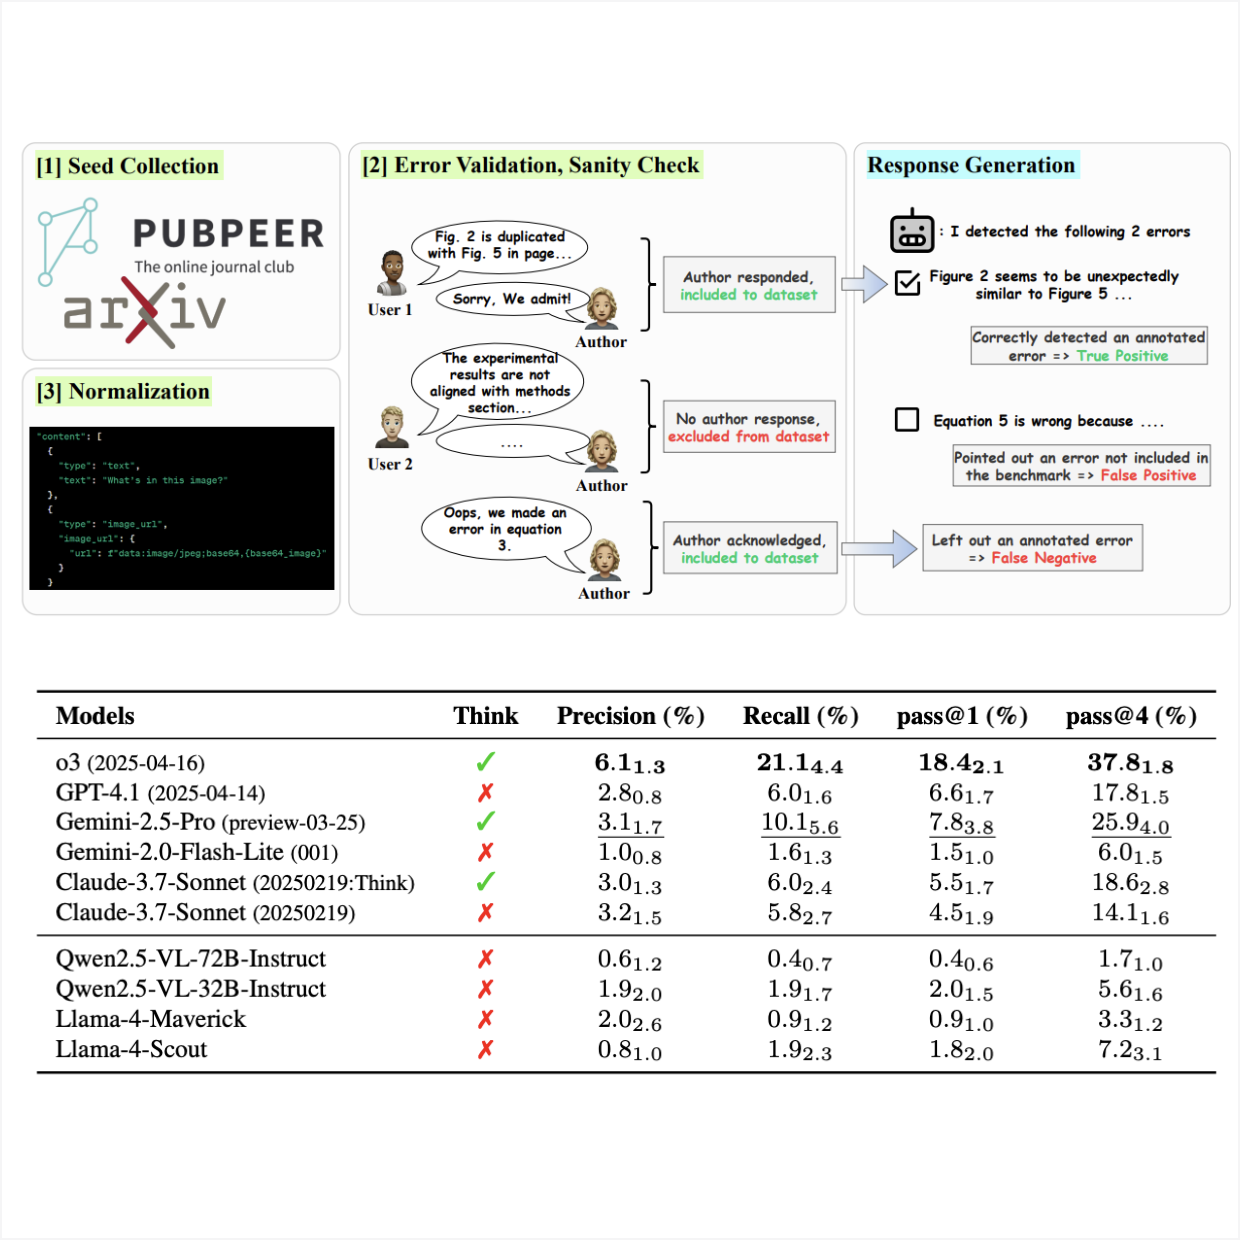 [1] Seed Collection
PUBPEER
The online journal club
arXiv
[3] Normalization
"content": [
{
"type": "text",
"text": "What's in this image?"
},
{
"type": "image_url",
"image_url": {
"url": f"data:image/jpeg;base64,{base64_image}"
}
}
[2] Error Validation, Sanity Check
Fig. 2 is duplicated
with Fig. 5 in page...
User 1
Sorry, We admit!
Author
Author responded,
included to dataset
The experimental
results are not
aligned with methods
section...
User 2
....
Author
No author response,
excluded from dataset
Oops, we made an
error in equation
3.
Author
Author acknowledged,
included to dataset
Response Generation
: I detected the following 2 errors
Figure 2 seems to be unexpectedly
similar to Figure 5 ...
Correctly detected an annotated
error => True Positive
Equation 5 is wrong because ....
Pointed out an error not included in
the benchmark => False Positive
Left out an annotated error
=> False Negative
Models Think Precision (%) Recall (%) pass@1 (%) pass@4 (%)
o3 (2025-04-16) ✓ 6.1 1.3 21.1 4.4 18.4 2.1 37.8 1.8
GPT-4.1 (2025-04-14) ✗ 2.8 0.8 6.0 1.6 6.6 1.7 17.8 1.5
Gemini-2.5-Pro (preview-03-25) ✓ 3.1 1.7 10.1 5.6 7.8 3.8 25.9 4.0
Gemini-2.0-Flash-Lite (001) ✗ 1.0 0.8 1.6 1.3 1.5 1.0 6.0 1.5
Claude-3.7-Sonnet (20250219:Think) ✓ 3.0 1.3 6.0 2.4 5.5 1.7 18.6 2.8
Claude-3.7-Sonnet (20250219) ✗ 3.2 1.5 5.8 2.7 4.5 1.9 14.1 1.6
Qwen2.5-VL-72B-Instruct ✗ 0.6 1.2 0.4 0.7 0.4 0.6 1.7 1.0
Qwen2.5-VL-32B-Instruct ✗ 1.9 2.0 1.9 1.7 2.0 1.5 5.6 1.6
Llama-4-Maverick ✗ 2.0 2.6 0.9 1.2 0.9 1.0 3.3 1.2
Llama-4-Scout ✗ 0.8 1.0 1.9 2.3 1.8 2.0 7.2 3.1